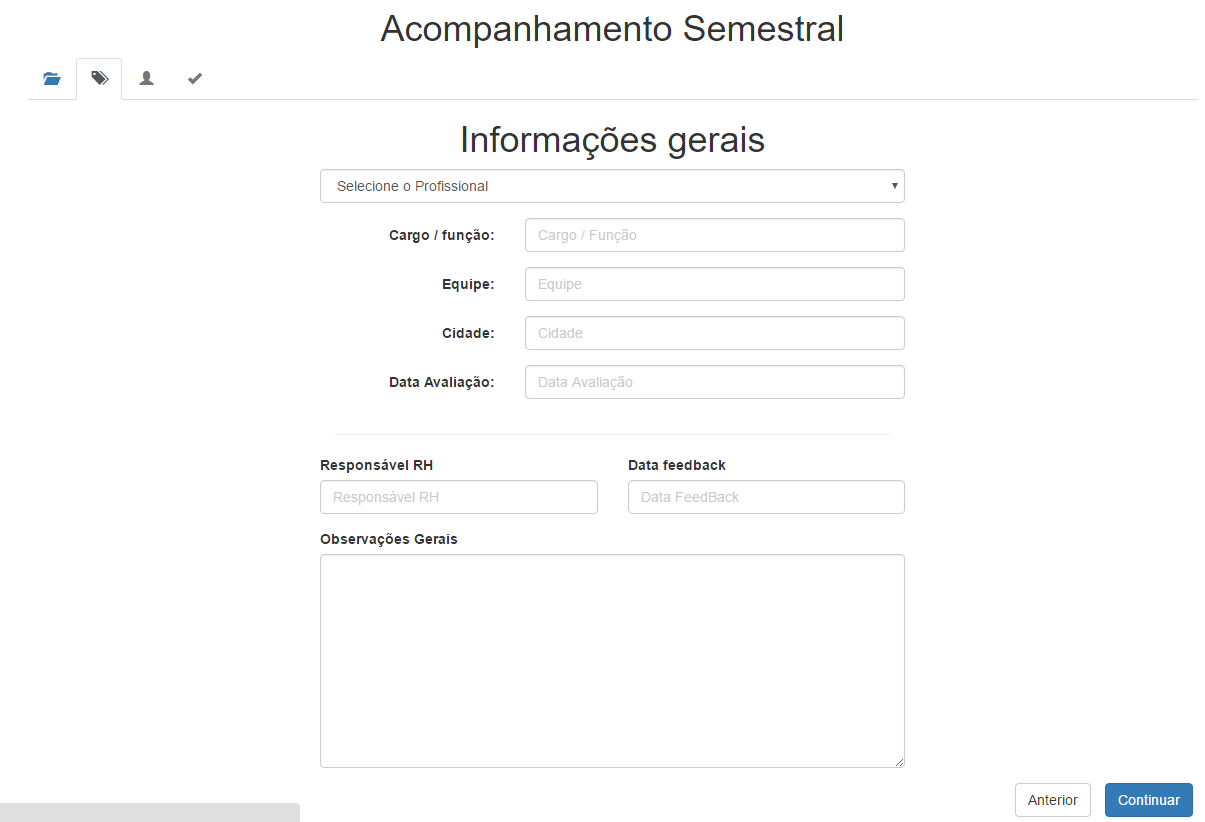 Acompanhamento Semestral
Informações gerais
Selecione o Profissional
Cargo / função: Cargo / Função
Equipe: Equipe
Cidade: Cidade
Data Avaliação: Data Avaliação
Responsável RH Data feedback
Responsável RH Data FeedBack
Observações Gerais
Anterior Continuar